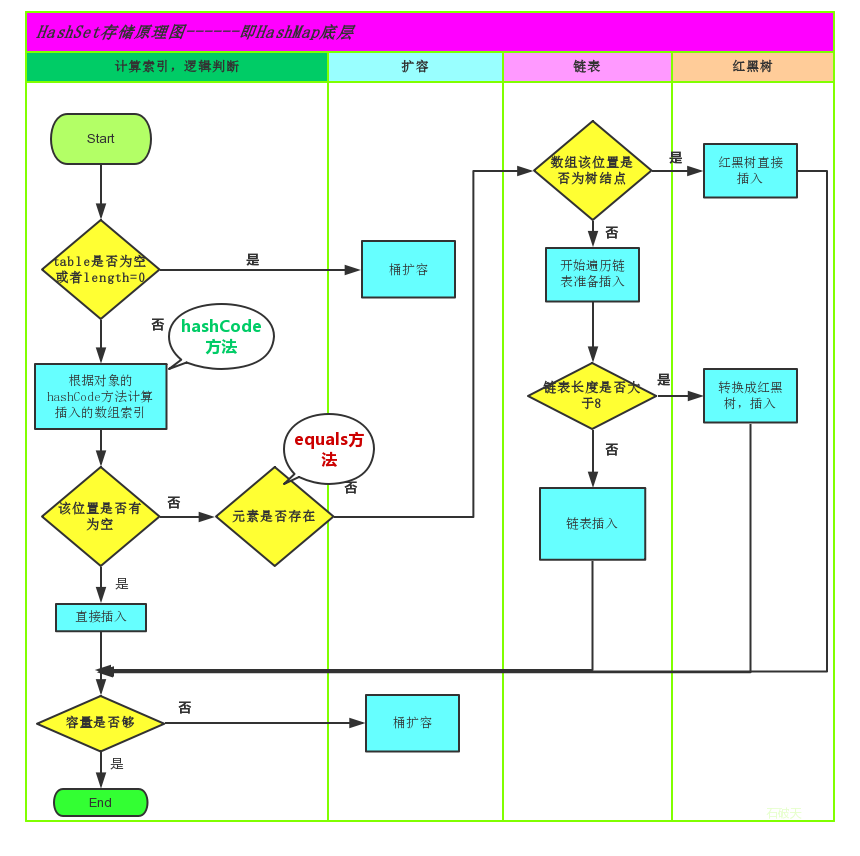 HashSet存储原理图------即HashMap底层
计算索引，逻辑判断
扩容
链表
红黑树
Start
table是否为空
或者length=0
是
桶扩容
否
hashCode
方法
根据对象的
hashCode方法计算
插入的数组索引
equals方
法
该位置是否有
为空
否
元素是否存在
否
是
直接插入
容量是否够
否
桶扩容
是
End
数组该位置是
否为树结点
是
红黑树直接
插入
否
开始遍历链
表准备插入
链表长度是否大
于8
是
转换成红黑
树，插入
否
链表插入